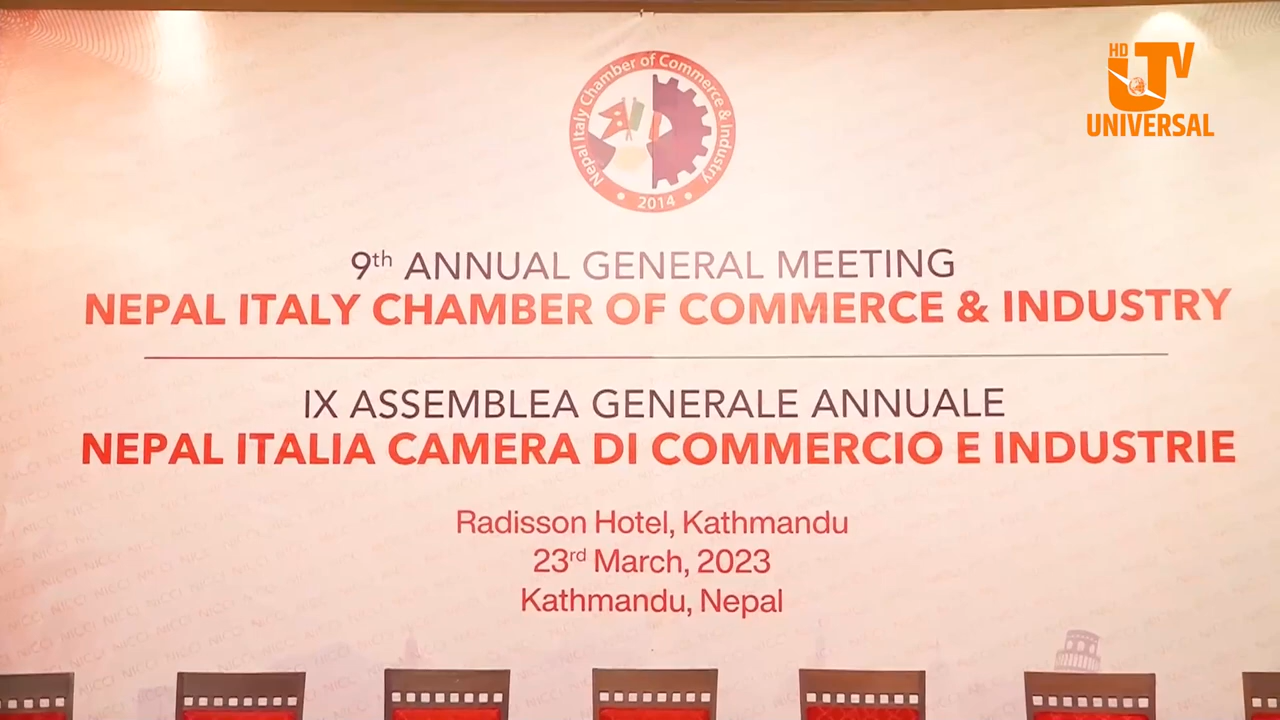 HD
UTV
UNIVERSAL
Nepal Italy Chamber of Commerce & Industry
• 2014 •
9th ANNUAL GENERAL MEETING
NEPAL ITALY CHAMBER OF COMMERCE & INDUSTRY
IX ASSEMBLEA GENERALE ANNUALE
NEPAL ITALIA CAMERA DI COMMERCIO E INDUSTRIE
Radisson Hotel, Kathmandu
23rd March, 2023
Kathmandu, Nepal